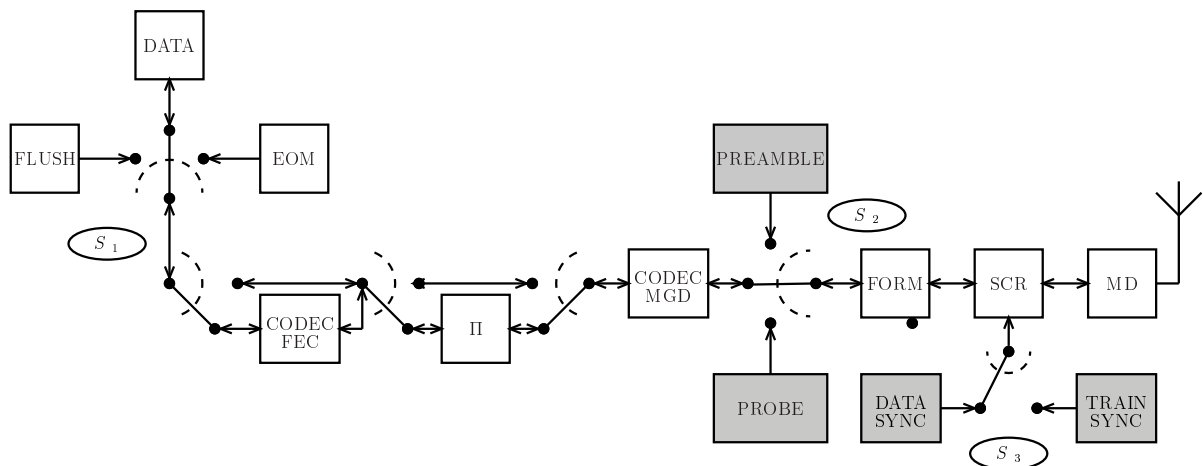 DATA
FLUSH
EOM
PREAMBLE
S 1
S 2
CODEC
FEC
Π
CODEC
MGD
FORM
SCR
MD
PROBE
DATA
SYNC
TRAIN
SYNC
S 3